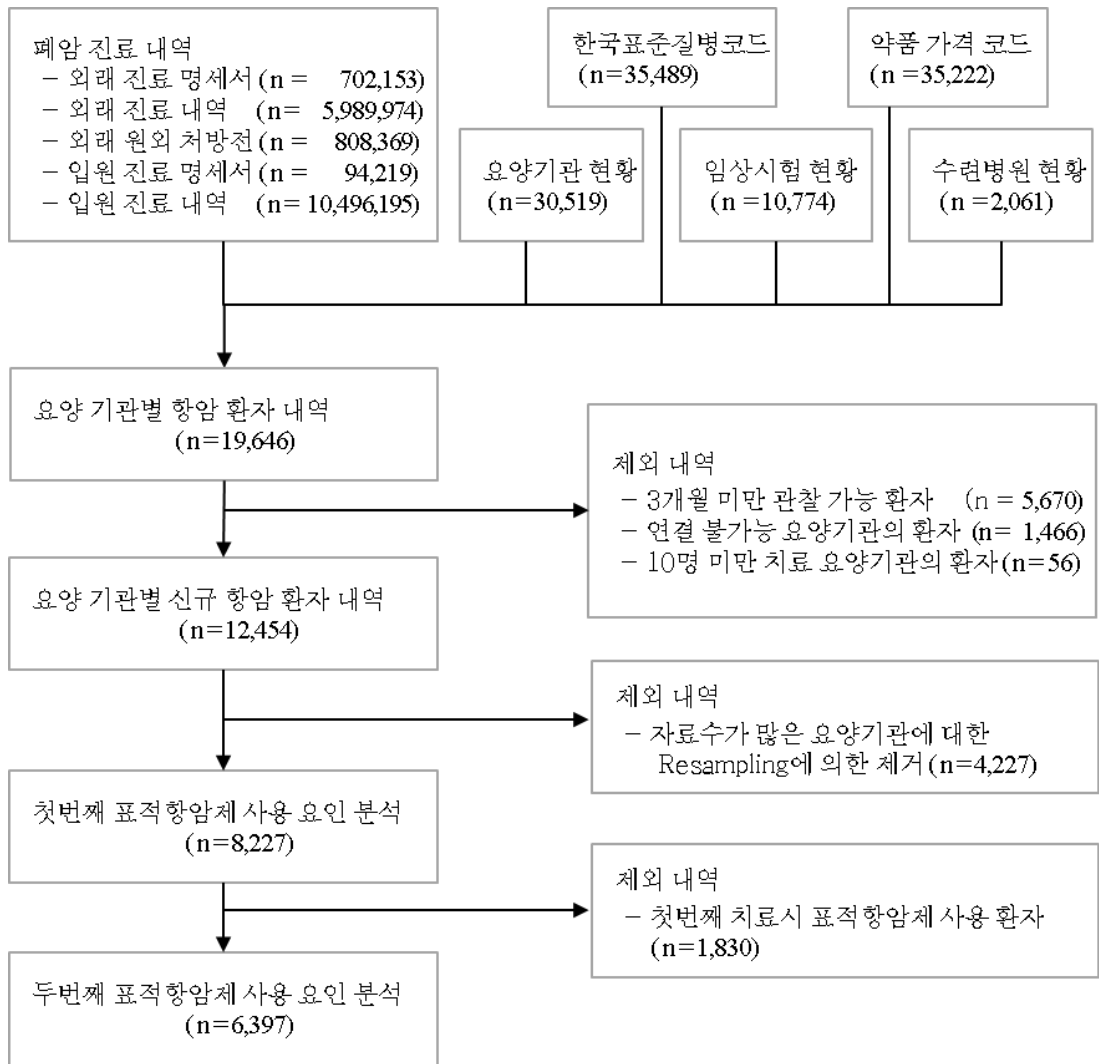 폐암 진료 내역
– 외래 진료 명세서 (n = 702,153)
– 외래 진료 내역 (n= 5,989,974)
– 외래 원외 처방전 (n = 808,369)
– 입원 진료 명세서 (n = 94,219)
– 입원 진료 내역 (n= 10,496,195)
한국표준질병코드
(n=35,489)
약품 가격 코드
(n =35,222)
요양기관 현황
(n=30,519)
임상시험 현황
(n =10,774)
수련병원 현황
(n =2,061)
요양 기관별 항암 환자 내역
(n=19,646)
제외 내역
– 3개월 미만 관찰 가능 환자 (n = 5,670)
– 연결 불가능 요양기관의 환자 (n= 1,466)
– 10명 미만 치료 요양기관의 환자 (n=56)
요양 기관별 신규 항암 환자 내역
(n=12,454)
제외 내역
– 자료수가 많은 요양기관에 대한
Resampling에 의한 제거 (n=4,227)
첫번째 표적항암제 사용 요인 분석
(n=8,227)
제외 내역
– 첫번째 치료시 표적항암제 사용 환자
(n=1,830)
두번째 표적항암제 사용 요인 분석
(n=6,397)